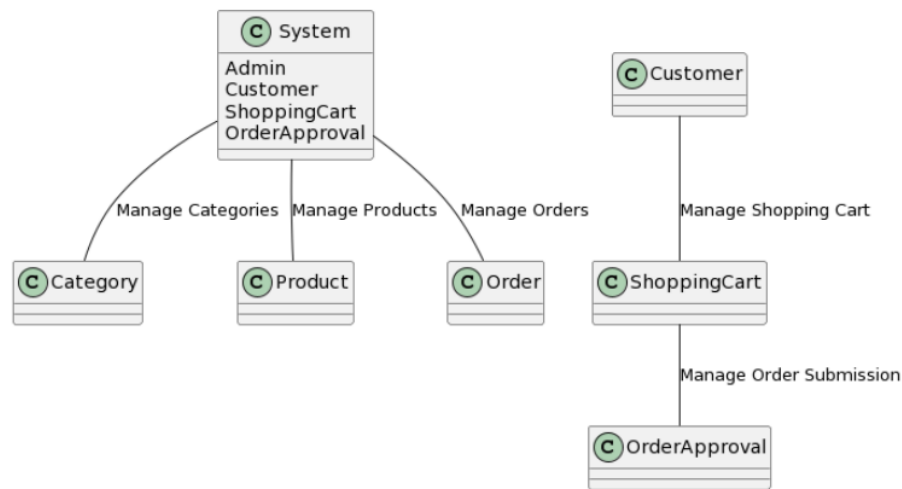 C System
Admin
Customer
ShoppingCart
OrderApproval
C Customer
Manage Categories
Manage Products
Manage Orders
Manage Shopping Cart
C Category
C Product
C Order
C ShoppingCart
Manage Order Submission
C OrderApproval